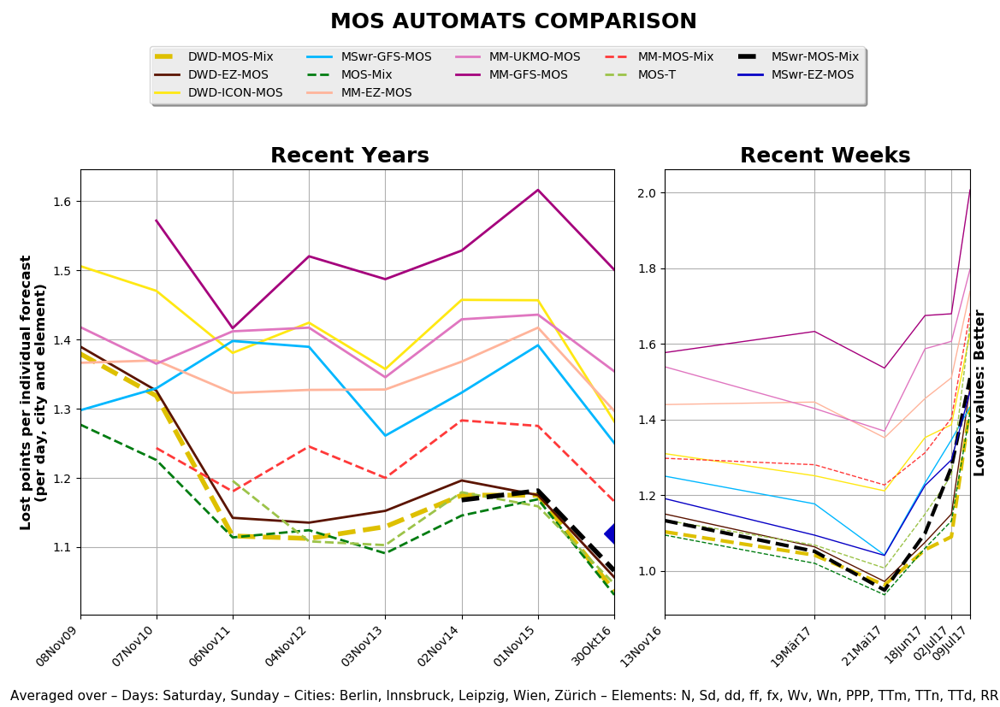 MOS AUTOMATS COMPARISON
DWD-MOS-Mix MSwr-GFS-MOS MM-UKMO-MOS MM-MOS-Mix MSwr-MOS-Mix
DWD-EZ-MOS MOS-Mix MM-GFS-MOS MOS-T MSwr-EZ-MOS
DWD-ICON-MOS MM-EZ-MOS
Recent Years
Recent Weeks
Lost points per individual forecast
(per day, city and element)
1.6
1.5
1.4
1.3
1.2
1.1
08Nov09 07Nov10 06Nov11 04Nov12 03Nov13 02Nov14 01Nov15 30Okt16
2.0
1.8
1.6
1.4
1.2
1.0
13Nov16 19Mär17 21Mai17 18Jun17 02Jul17 09Jul17
Lower values: Better
Averaged over – Days: Saturday, Sunday – Cities: Berlin, Innsbruck, Leipzig, Wien, Zürich – Elements: N, Sd, dd, ff, fx, Wv, Wn, PPP, TTm, TTn, TTd, RR